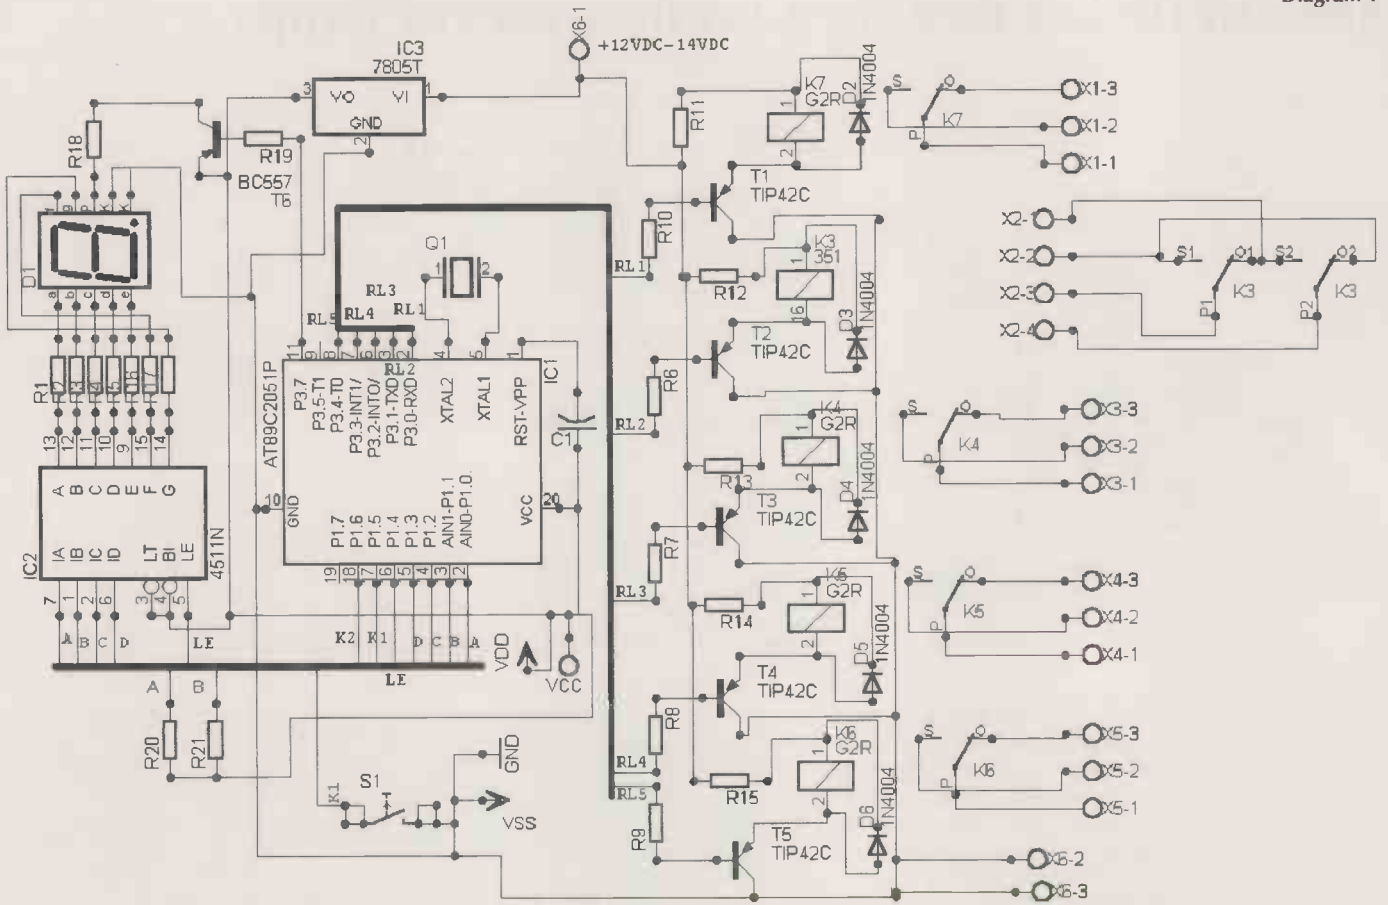 Diagram
X6-1
+12VDC-14VDC
IC3
7805T
3
VO
VI
1
GND
2
R18
R19
BC557
T6
R11
K7
G2R
1
2
D2
1N4004
S
O
P
K7
X1-3
X1-2
X1-1
T1
TIP42C
R10
RL1
f
g
P
K
K
D1
a
b
c
d
e
Q1
1
2
RL3
RL4
RL1
RL5
RL2
R12
K3
351
1
16
D3
1N4004
T2
TIP42C
R6
RL2
X2-1
X2-2
X2-3
X2-4
S1
O1
S2
O2
P1
K3
P2
K3
R1
13
12
11
10
9
15
14
A
B
C
D
E
F
G
IA
IB
IC
ID
LT
BI
LE
IC2
4511N
7
1
2
6
3
4
5
A
B
C
D
LE
AT89C2051P
IC1
11
9
8
7
6
3
2
4
5
1
P3.7
P3.5-T1
P3.4-T0
P3.3-INT1/
P3.2-INT0/
P3.1-TXD
P3.0-RXD
XTAL2
XTAL1
RST-VPP
C1
10
GND
VCC
20
P1.7
P1.6
P1.5
P1.4
P1.3
P1.2
AIN1-P1.1
AIN0-P1.0.
19
18
K2
K1
D
C
B
A
LE
VDD
VCC
R13
K4
G2R
1
2
D4
1N4004
T3
TIP42C
R7
RL3
S
O
P
K4
X3-3
X3-2
X3-1
R14
K5
G2R
1
2
D5
1N4004
T4
TIP42C
R8
RL4
S
O
P
K5
X4-3
X4-2
X4-1
A
B
R20
R21
K1
S1
GND
VSS
R15
K6
G2R
1
2
D6
1N4004
T5
TIP42C
R9
RL5
S
O
P
K6
X5-3
X5-2
X5-1
X6-2
X6-3